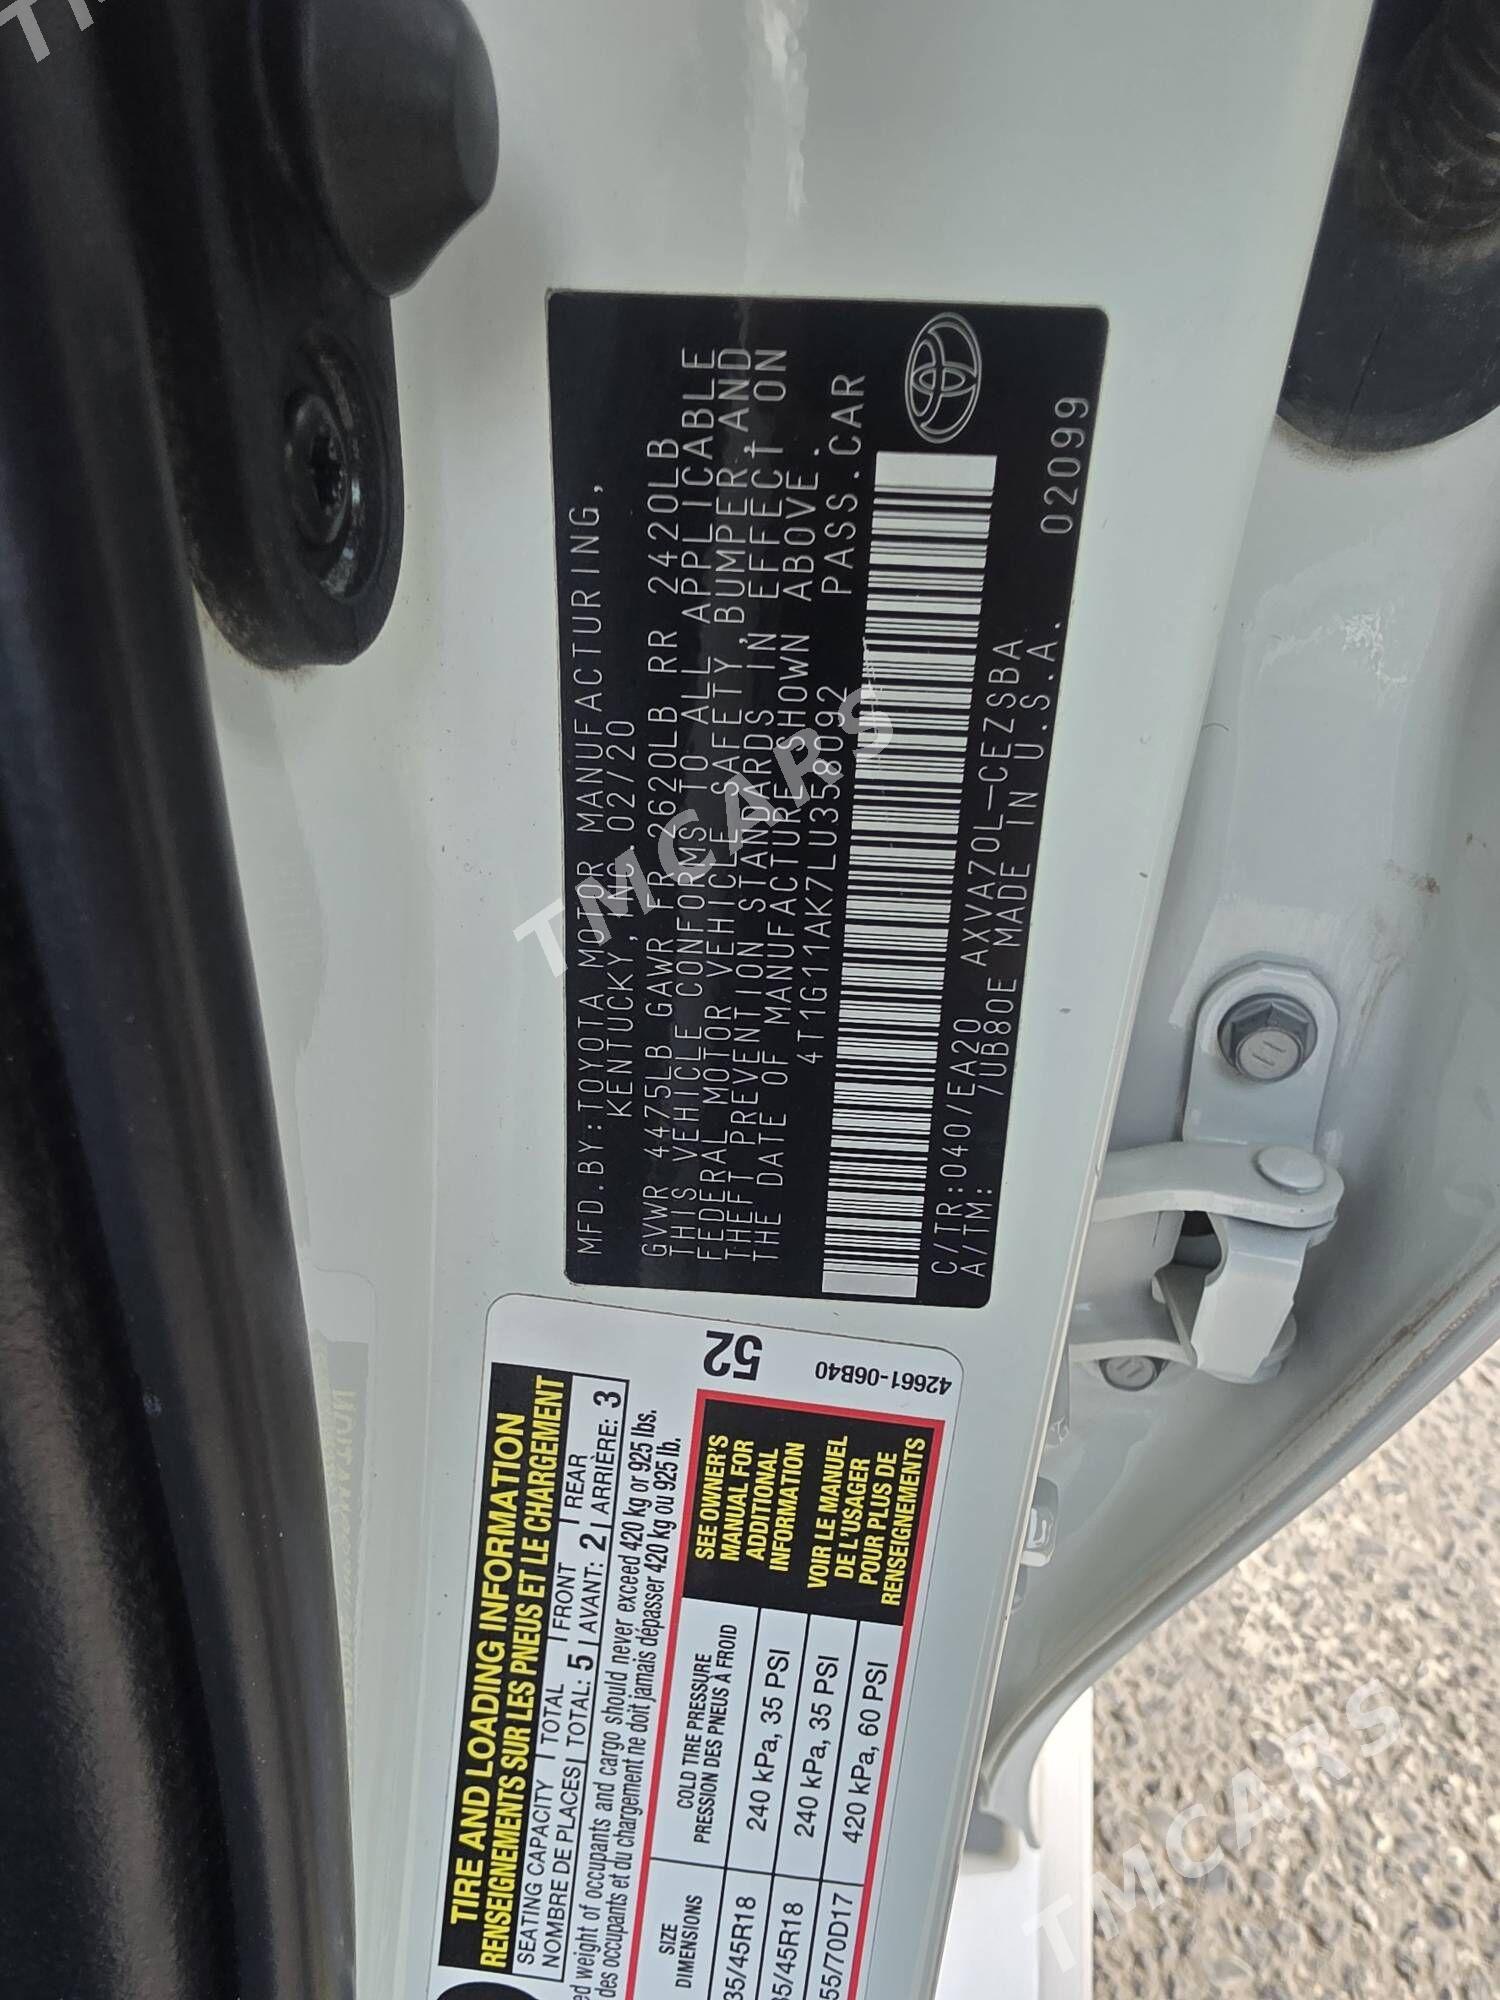 MFD.BY:TOYOTA MOTOR MANUFACTURING,
KENTUCKY,INC. 02/20
GVWR 4475LB GAWR FR 2620LB RR 2420LB
THIS VEHICLE CONFORMS TO ALL APPLICABLE
FEDERAL MOTOR VEHICLE SAFETY,BUMPER,AND
THEFT PREVENTION STANDARDS IN EFFECT ON
THE DATE OF MANUFACTURE SHOWN ABOVE.
4T1G11AK7LU358092 PASS.CAR
C/TR:040/EA20 AXVA70L-CEZSBA
A/TM: /UB80E MADE IN U.S.A. 02099
TIRE AND LOADING INFORMATION
RENSEIGNEMENTS SUR LES PNEUS ET LE CHARGEMENT
SEATING CAPACITY TOTAL FRONT REAR
NOMBRE DE PLACES TOTAL: 5 AVANT: 2 ARRIÈRE: 3
weight of occupants and cargo should never exceed 420 kg or 925 lbs.
des occupants et du chargement ne doit jamais dépasser 420 kg ou 925 lb.
52
42661-06B40
SIZE
DIMENSIONS
COLD TIRE PRESSURE
PRESSION DES PNEUS À FROID
35/45R18 240 kPa, 35 PSI
35/45R18 240 kPa, 35 PSI
55/70D17 420 kPa, 60 PSI
SEE OWNER'S
MANUAL FOR
ADDITIONAL
INFORMATION
VOIR LE MANUEL
DE L'USAGER
POUR PLUS DE
RENSEIGNEMENTS
TMCARS
TMCARS